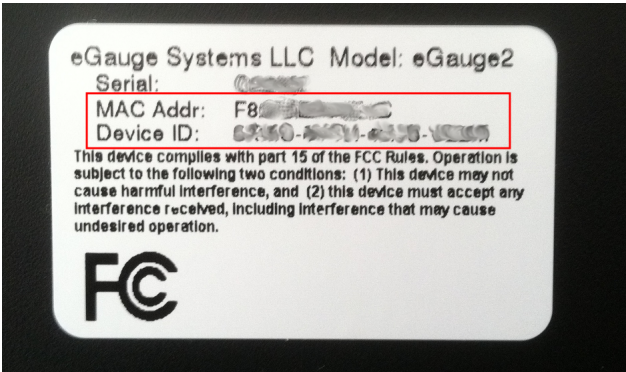 eGauge Systems LLC Model: eGauge2
Serial:
MAC Addr: F8
Device ID:
This device complies with part 15 of the FCC Rules. Operation is
subject to the following two conditions: (1) This device may not
cause harmful interference, and (2) this device must accept any
interference received, including interference that may cause
undesired operation.
FCC